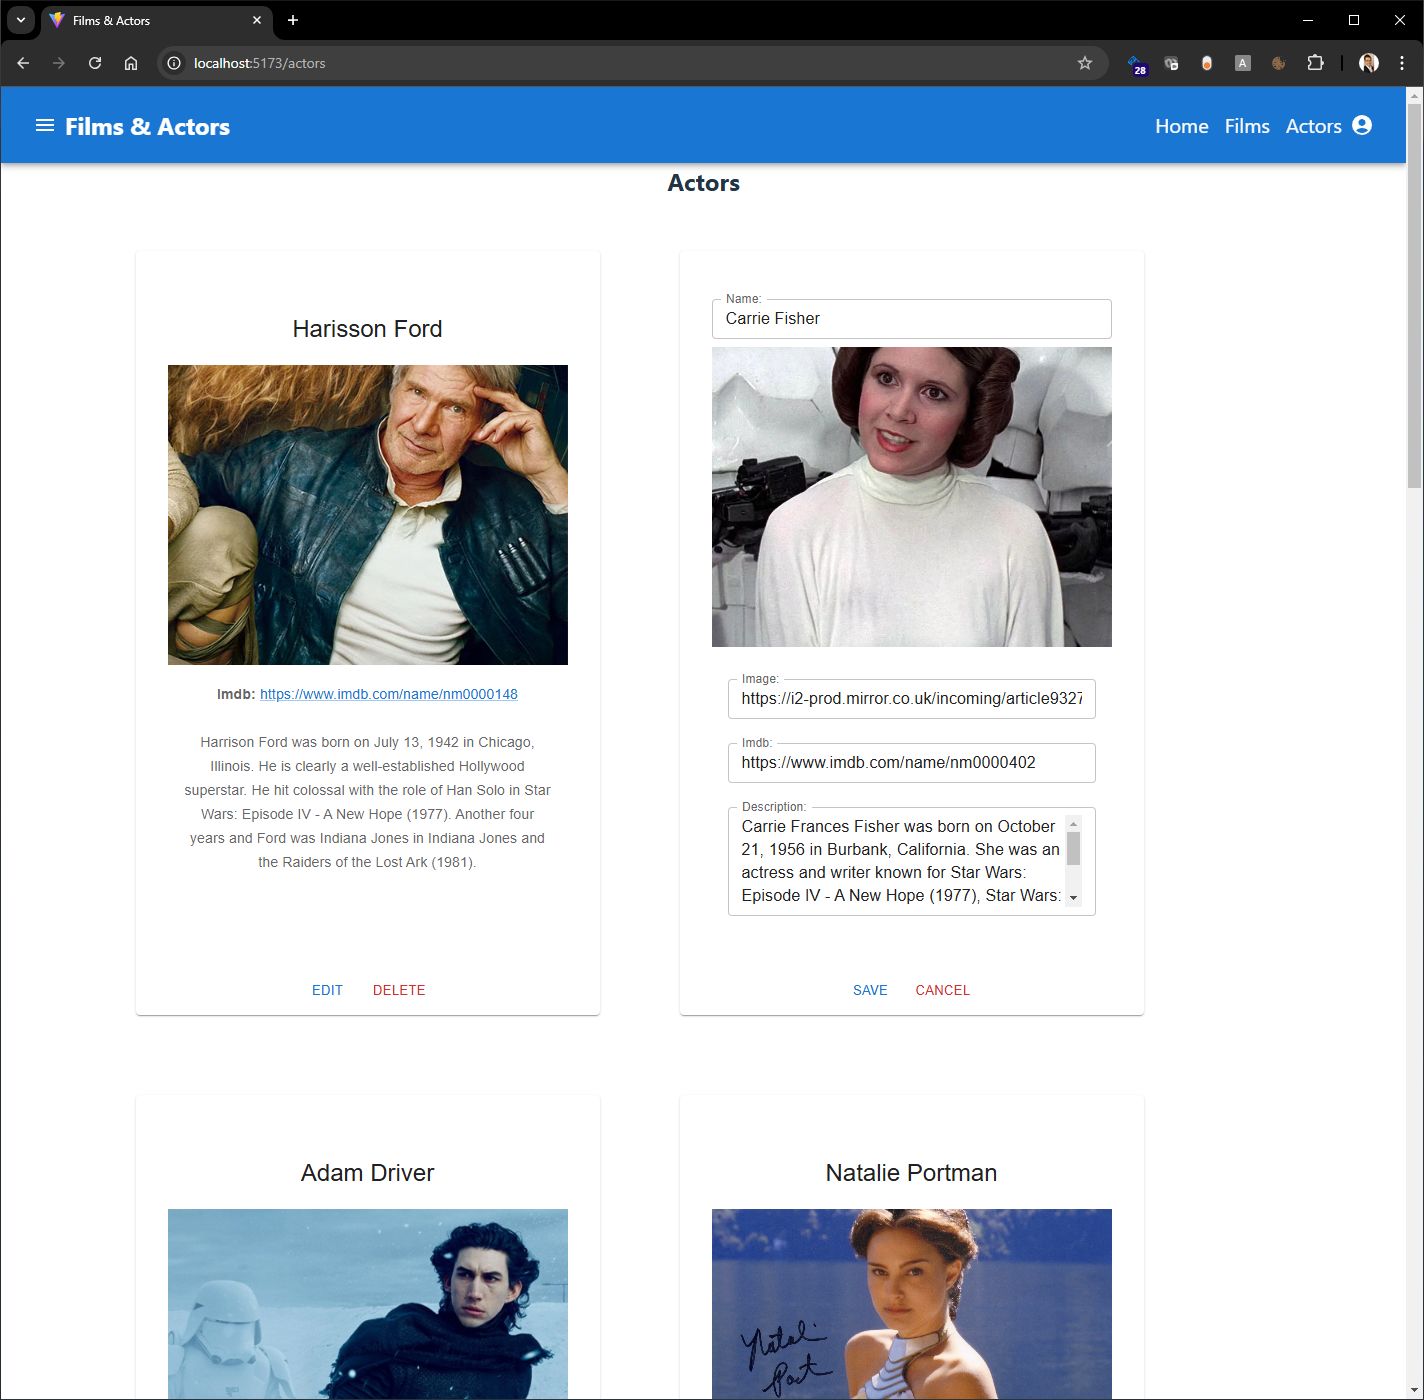 Films & Actors
localhost:5173/actors
28
A
Films & Actors
Home Films Actors
Actors
Harisson Ford
Imdb: https://www.imdb.com/name/nm0000148
Harrison Ford was born on July 13, 1942 in Chicago,
Illinois. He is clearly a well-established Hollywood
superstar. He hit colossal with the role of Han Solo in Star
Wars: Episode IV - A New Hope (1977). Another four
years and Ford was Indiana Jones in Indiana Jones and
the Raiders of the Lost Ark (1981).
EDIT DELETE
Name:
Carrie Fisher
Image:
https://i2-prod.mirror.co.uk/incoming/article9327
Imdb:
https://www.imdb.com/name/nm0000402
Description:
Carrie Frances Fisher was born on October
21, 1956 in Burbank, California. She was an
actress and writer known for Star Wars:
Episode IV - A New Hope (1977), Star Wars:
SAVE CANCEL
Adam Driver
Natalie Portman
Natali
Port